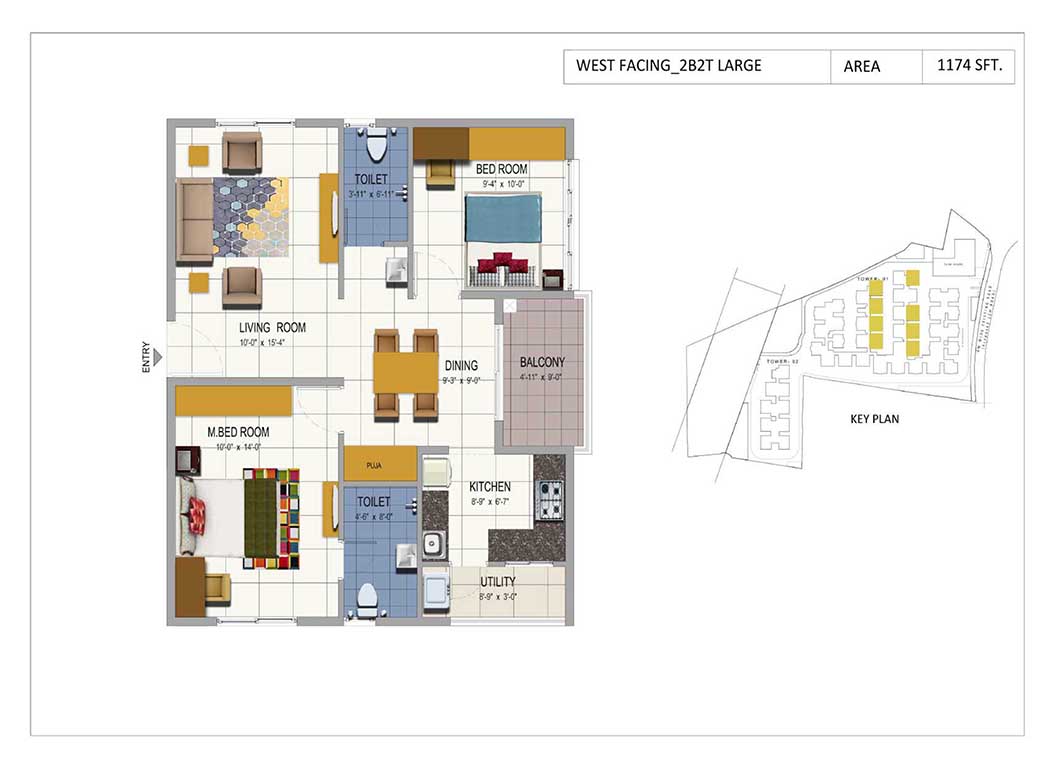 WEST FACING_2B2T LARGE
AREA
1174 SFT.
TOILET
3'-11" x 6'-11"
BED ROOM
9'-4" x 10'-0"
LIVING ROOM
10'-0" x 15'-4"
ENTRY
DINING
9'-3" x 9'-0"
BALCONY
4'-11" x 9'-0"
M.BED ROOM
10'-0" x 14'-0"
PUJA
TOILET
4'-6" x 8'-0"
KITCHEN
8'-9" x 6'-7"
UTILITY
8'-9" x 3'-0"
TOWER- 01
TOWER- 02
KEY PLAN